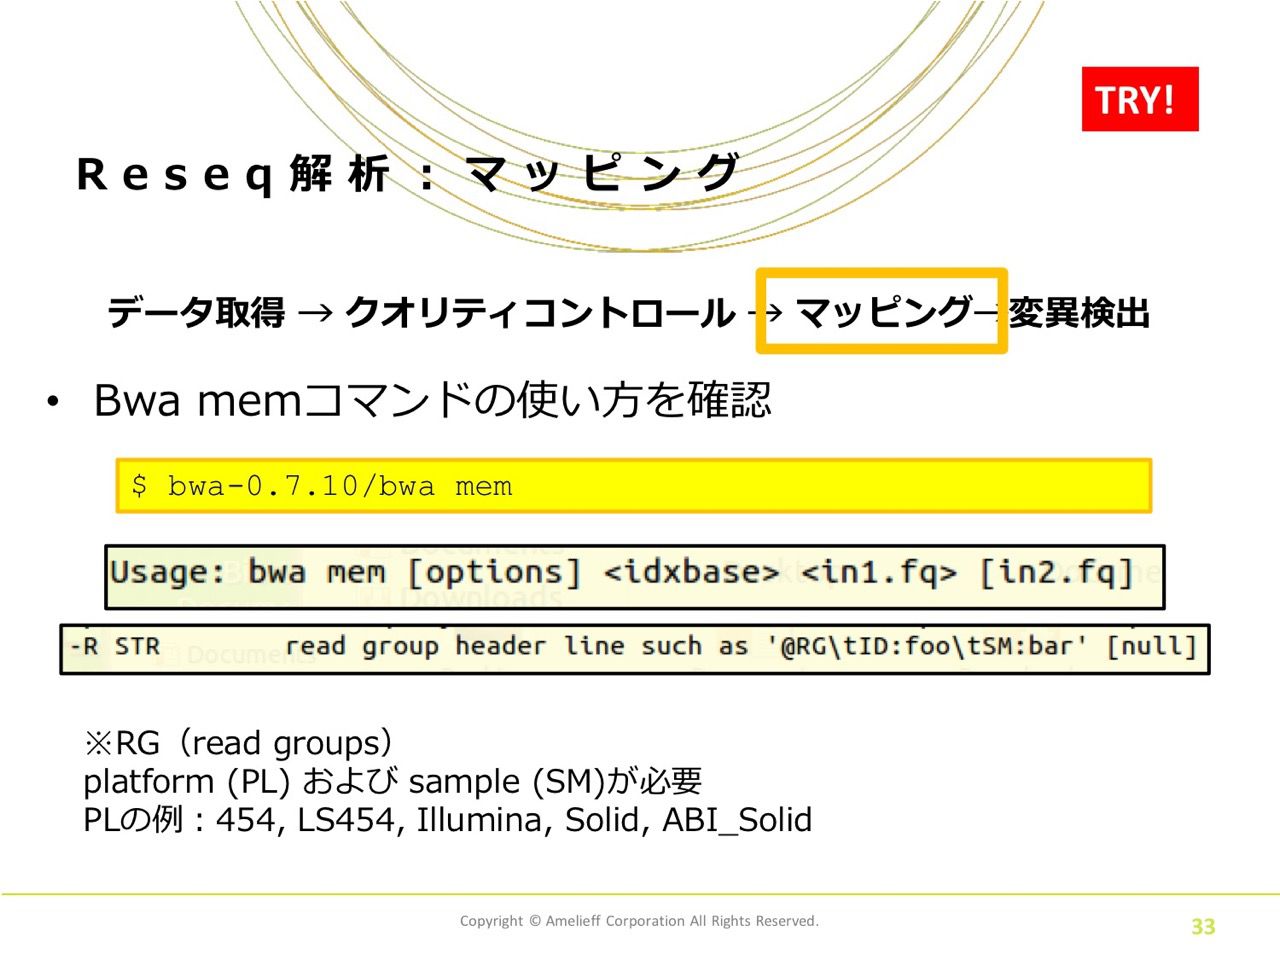 TRY!
Reseq解析：マッピング
データ取得 → クオリティコントロール → マッピング→変異検出
• Bwa memコマンドの使い方を確認
$ bwa-0.7.10/bwa mem
Usage: bwa mem [options] <idxbase> <in1.fq> [in2.fq]
-R STR read group header line such as '@RG\tID:foo\tSM:bar' [null]
※RG（read groups）
platform (PL) および sample (SM)が必要
PLの例：454, LS454, Illumina, Solid, ABI_Solid
Copyright © Amelieff Corporation All Rights Reserved.
33